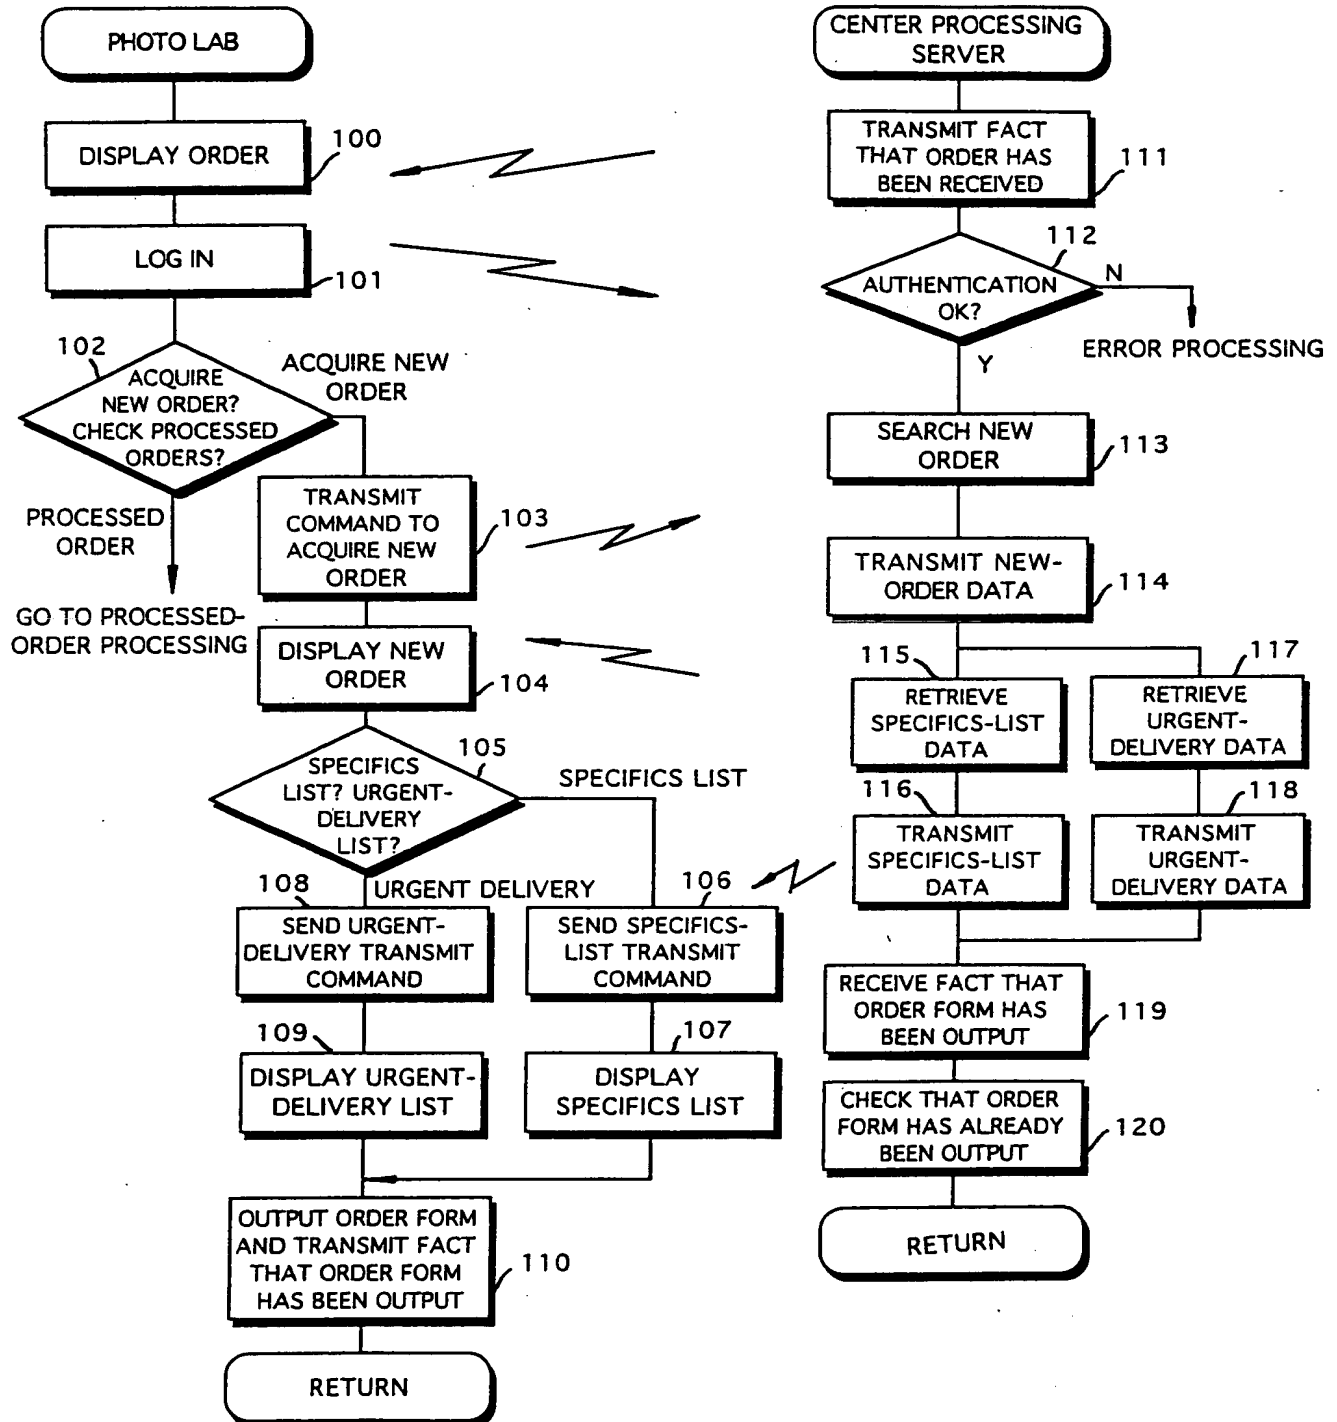 PHOTO LAB
DISPLAY ORDER
100
LOG IN
101
102
ACQUIRE
NEW ORDER?
CHECK PROCESSED
ORDERS?
ACQUIRE NEW
ORDER
PROCESSED
ORDER
GO TO PROCESSED-
ORDER PROCESSING
TRANSMIT
COMMAND TO
ACQUIRE NEW
ORDER
103
DISPLAY NEW
ORDER
104
105
SPECIFICS
LIST? URGENT-
DELIVERY
LIST?
SPECIFICS LIST
URGENT DELIVERY
108
SEND URGENT-
DELIVERY TRANSMIT
COMMAND
106
SEND SPECIFICS-
LIST TRANSMIT
COMMAND
109
DISPLAY URGENT-
DELIVERY LIST
107
DISPLAY
SPECIFICS LIST
OUTPUT ORDER FORM
AND TRANSMIT FACT
THAT ORDER FORM
HAS BEEN OUTPUT
110
RETURN
CENTER PROCESSING
SERVER
TRANSMIT FACT
THAT ORDER HAS
BEEN RECEIVED
111
112
AUTHENTICATION
OK?
N
ERROR PROCESSING
Y
SEARCH NEW
ORDER
113
TRANSMIT NEW-
ORDER DATA
114
115
RETRIEVE
SPECIFICS-LIST
DATA
117
RETRIEVE
URGENT-
DELIVERY DATA
116
TRANSMIT
SPECIFICS-LIST
DATA
118
TRANSMIT
URGENT-
DELIVERY DATA
RECEIVE FACT THAT
ORDER FORM HAS
BEEN OUTPUT
119
CHECK THAT ORDER
FORM HAS ALREADY
BEEN OUTPUT
120
RETURN